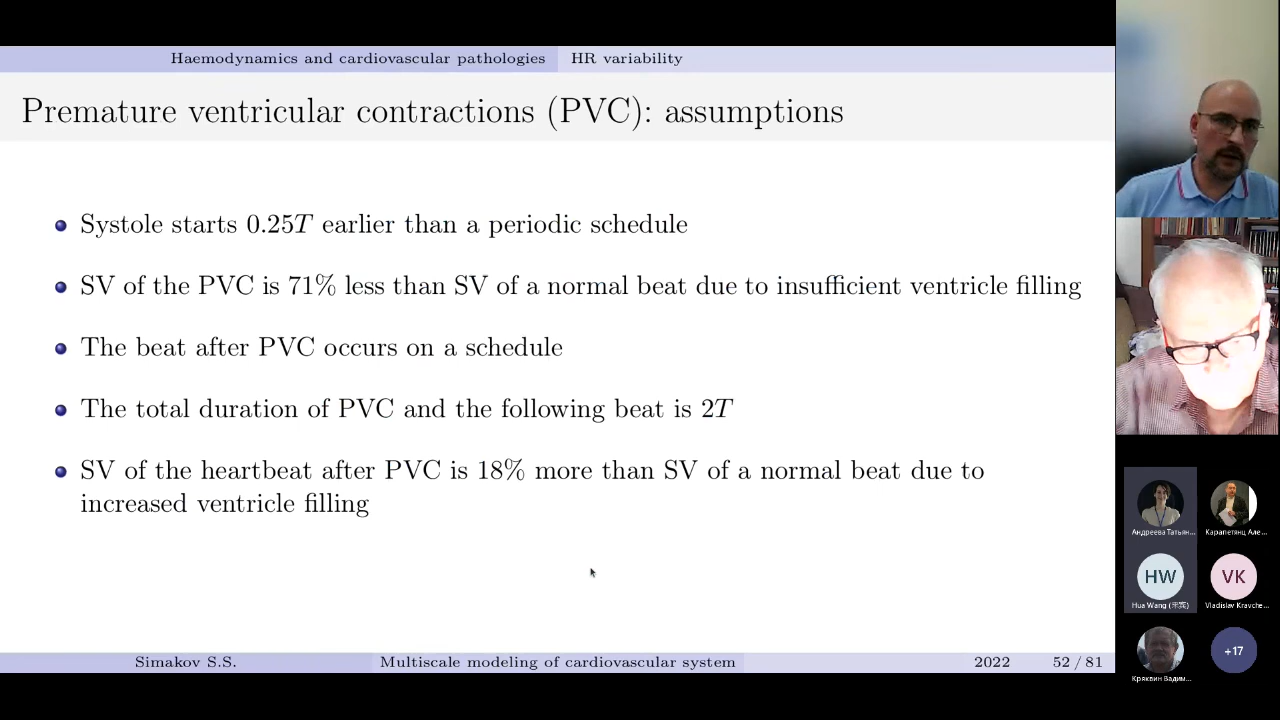 Haemodynamics and cardiovascular pathologies HR variability
Premature ventricular contractions (PVC): assumptions
Systole starts 0.25T earlier than a periodic schedule
SV of the PVC is 71% less than SV of a normal beat due to insufficient ventricle filling
The beat after PVC occurs on a schedule
The total duration of PVC and the following beat is 2T
SV of the heartbeat after PVC is 18% more than SV of a normal beat due to
increased ventricle filling
Simakov S.S. Multiscale modeling of cardiovascular system 2022 52 / 81
Андреева Татьян... Карапетянц Але...
HW VK
Hua Wang Vladislav Kravche...
+17
Кряквин Вадим...